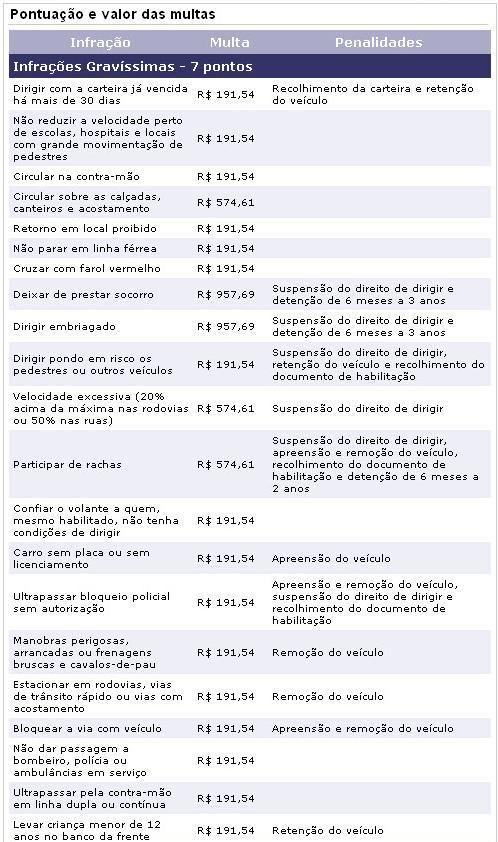 Pontuação e valor das multas
Infração Multa Penalidades
Infrações Gravíssimas - 7 pontos
Dirigir com a carteira já vencida
há mais de 30 dias
R$ 191,54
Recolhimento da carteira e retenção
do veículo
Não reduzir a velocidade perto
de escolas, hospitais e locais
com grande movimentação de
pedestres
R$ 191,54
Circular na contra-mão R$ 191,54
Circular sobre as calçadas,
canteiros e acostamento
R$ 574,61
Retorno em local proibido R$ 191,54
Não parar em linha férrea R$ 191,54
Cruzar com farol vermelho R$ 191,54
Deixar de prestar socorro R$ 957,69
Suspensão do direito de dirigir e
detenção de 6 meses a 3 anos
Dirigir embriagado R$ 957,69
Suspensão do direito de dirigir e
detenção de 6 meses a 3 anos
Dirigir pondo em risco os
pedestres ou outros veículos
R$ 191,54
Suspensão do direito de dirigir,
retenção do veículo e recolhimento do
documento de habilitação
Velocidade excessiva (20%
acima da máxima nas rodovias
ou 50% nas ruas)
R$ 574,61
Suspensão do direito de dirigir
Participar de rachas R$ 574,61
Suspensão do direito de dirigir,
apreensão e remoção do veículo,
recolhimento do documento de
habilitação e detenção de 6 meses a
2 anos
Confiar o volante a quem,
mesmo habilitado, não tenha
condições de dirigir
R$ 191,54
Carro sem placa ou sem
licenciamento
R$ 191,54
Apreensão do veículo
Ultrapassar bloqueio policial
sem autorização
R$ 191,54
Apreensão e remoção do veículo,
suspensão do direito de dirigir e
recolhimento do documento de
habilitação
Manobras perigosas,
arrancadas ou frenagens
bruscas e cavalos-de-pau
R$ 191,54
Remoção do veículo
Estacionar em rodovias, vias
de trânsito rápido ou vias com
acostamento
R$ 191,54
Remoção do veículo
Bloquear a via com veículo R$ 191,54 Apreensão e remoção do veículo
Não dar passagem a
bombeiro, polícia ou
ambulâncias em serviço
R$ 191,54
Ultrapassar pela contra-mão
em linha dupla ou contínua
R$ 191,54
Levar criança menor de 12
anos no banco da frente
R$ 191,54
Retenção do veículo